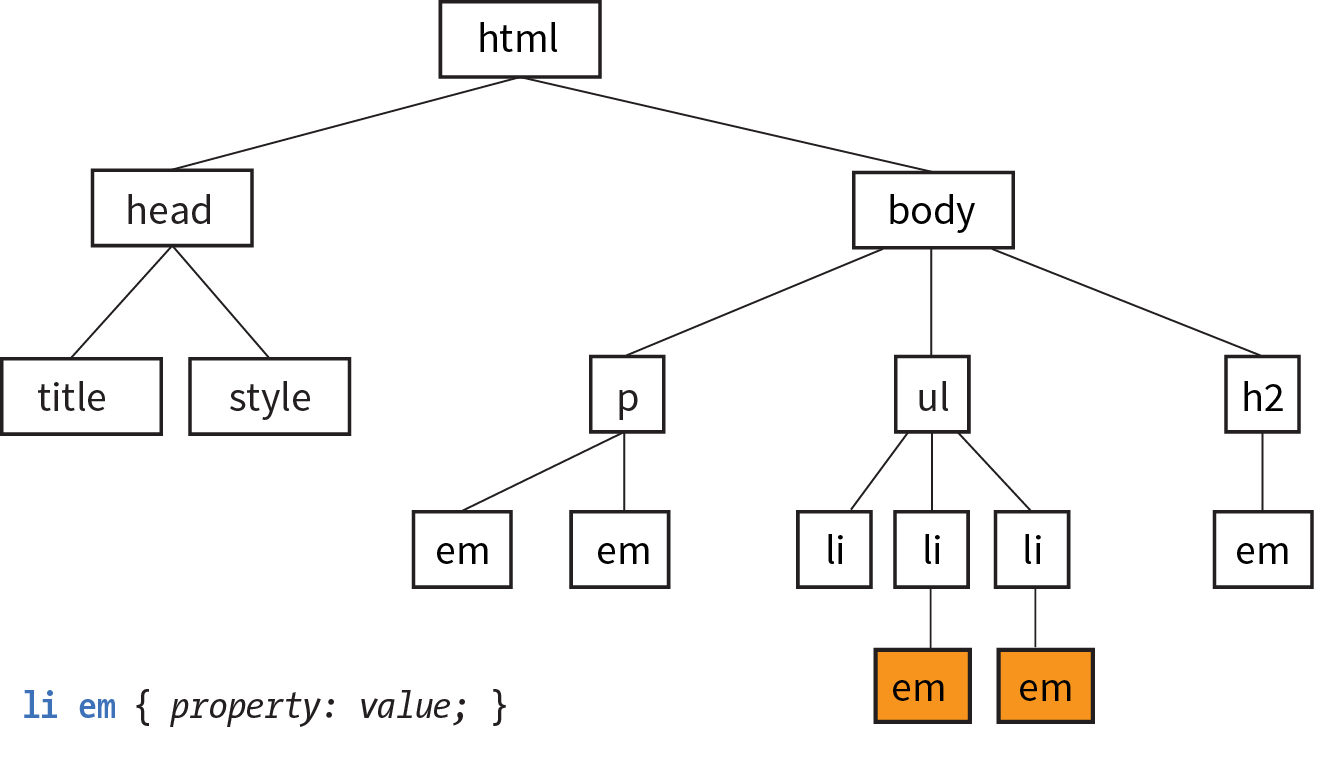 html
head
body
title
style
p
ul
h2
em
em
li
li
li
em
em
em
li em { property: value; }